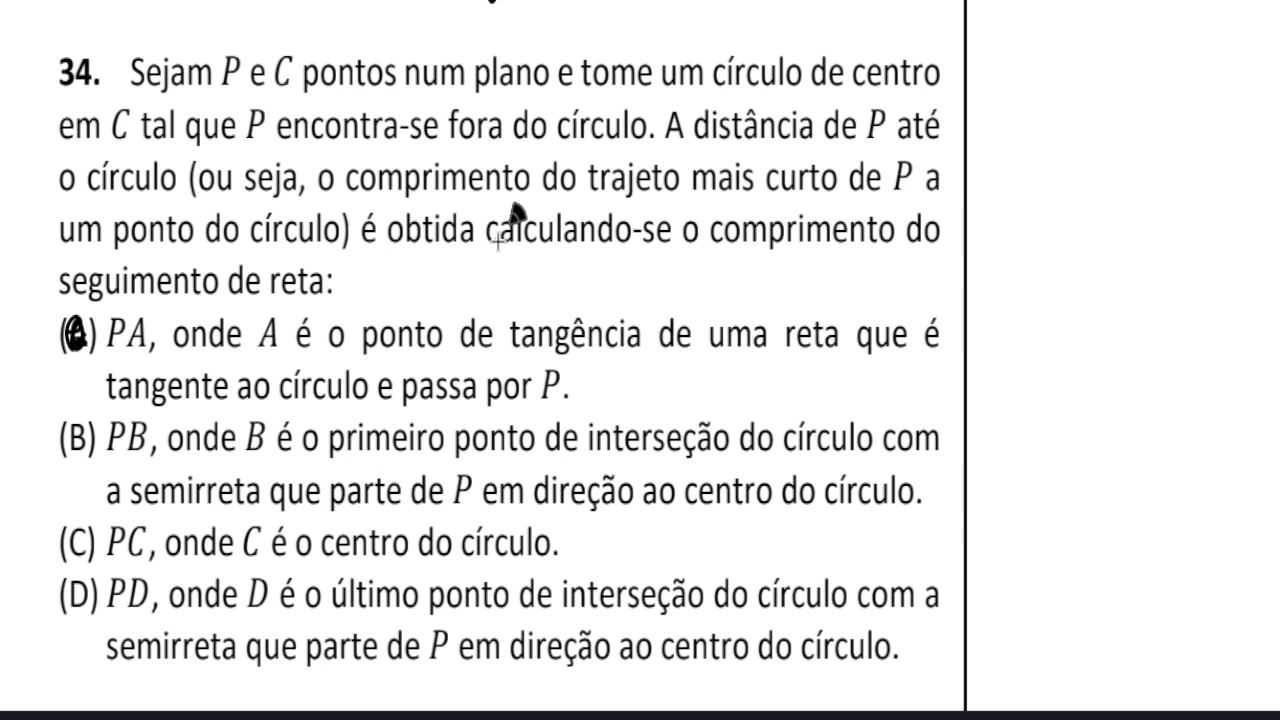 34. Sejam P e C pontos num plano e tome um círculo de centro
em C tal que P encontra-se fora do círculo. A distância de P até
o círculo (ou seja, o comprimento do trajeto mais curto de P a
um ponto do círculo) é obtida calculando-se o comprimento do
seguimento de reta:
(A) PA, onde A é o ponto de tangência de uma reta que é
tangente ao círculo e passa por P.
(B) PB, onde B é o primeiro ponto de interseção do círculo com
a semirreta que parte de P em direção ao centro do círculo.
(C) PC, onde C é o centro do círculo.
(D) PD, onde D é o último ponto de interseção do círculo com a
semirreta que parte de P em direção ao centro do círculo.